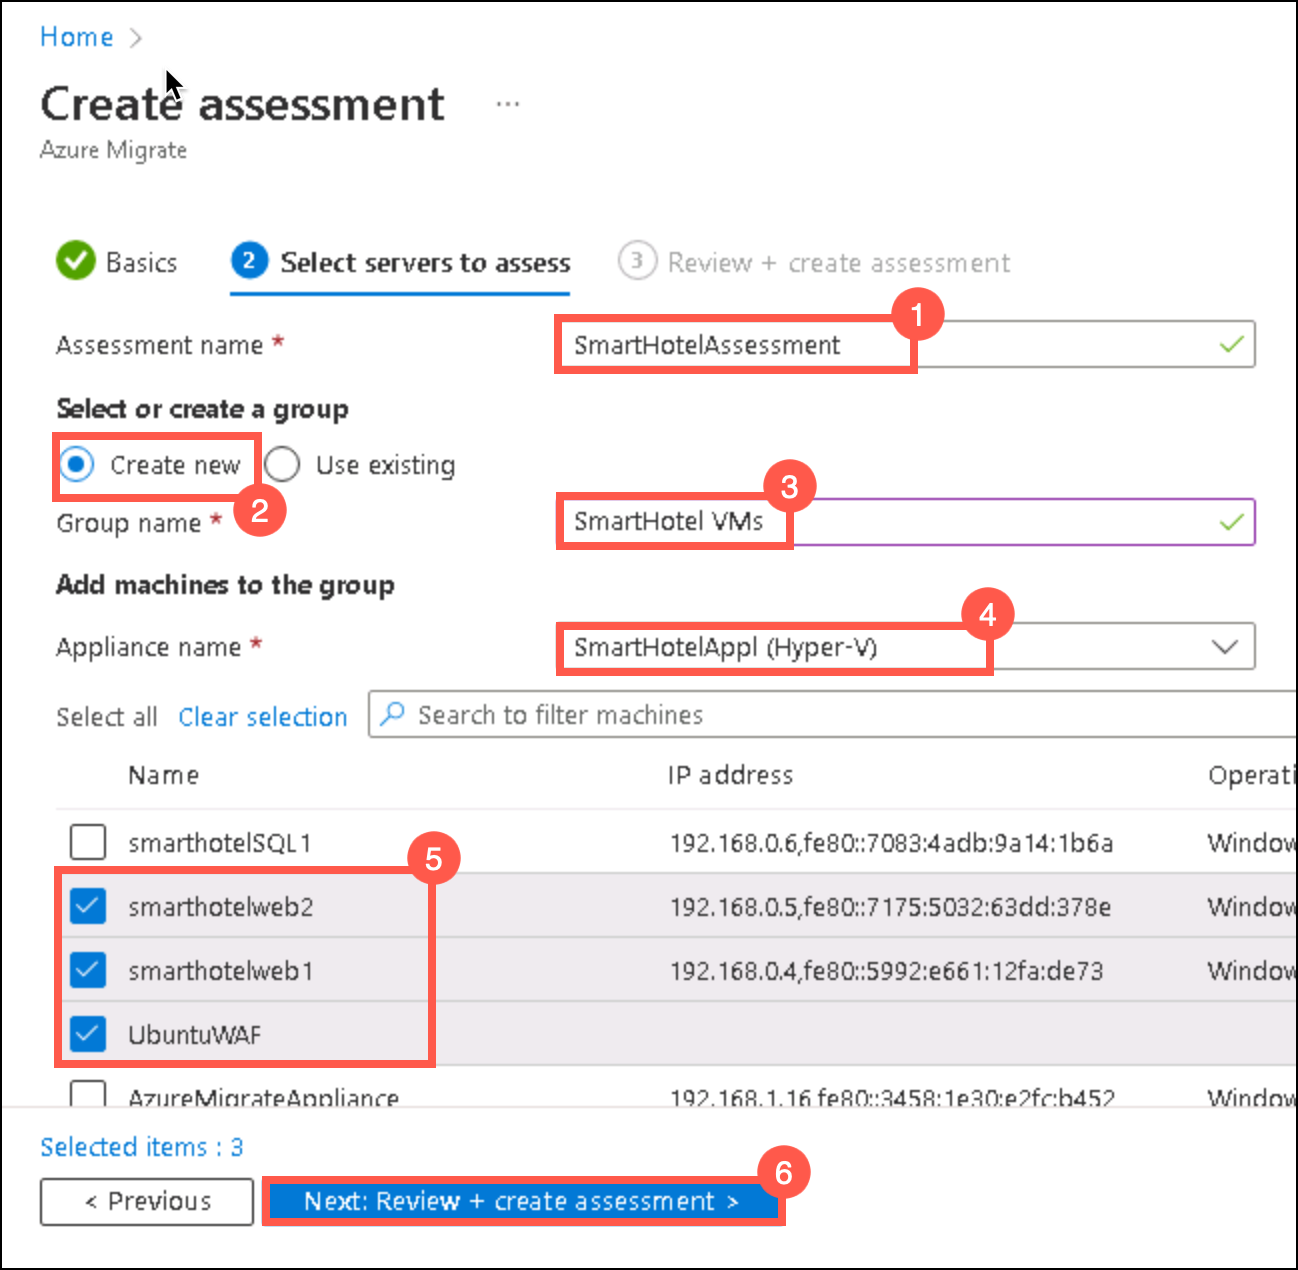 Home >
Create assessment ...
Azure Migrate
Basics 2 Select servers to assess 3 Review + create assessment
1
Assessment name * SmartHotelAssessment
Select or create a group
Create new Use existing
2 3
Group name * SmartHotel VMs
Add machines to the group
4
Appliance name * SmartHotelAppl (Hyper-V)
Select all Clear selection Search to filter machines
Name IP address Operati
smarthotelSQL1 192.168.0.6,fe80::7083:4adb:9a14:1b6a Window
5
smarthotelweb2 192.168.0.5,fe80::7175:5032:63dd:378e Window
smarthotelweb1 192.168.0.4,fe80::5992:e661:12fa:de73 Window
UbuntuWAF
AzureMigrateAppliance 192.168.1.16,fe80::3458:1e30:e2fc:b452 Window
Selected items : 3
6
< Previous Next: Review + create assessment >